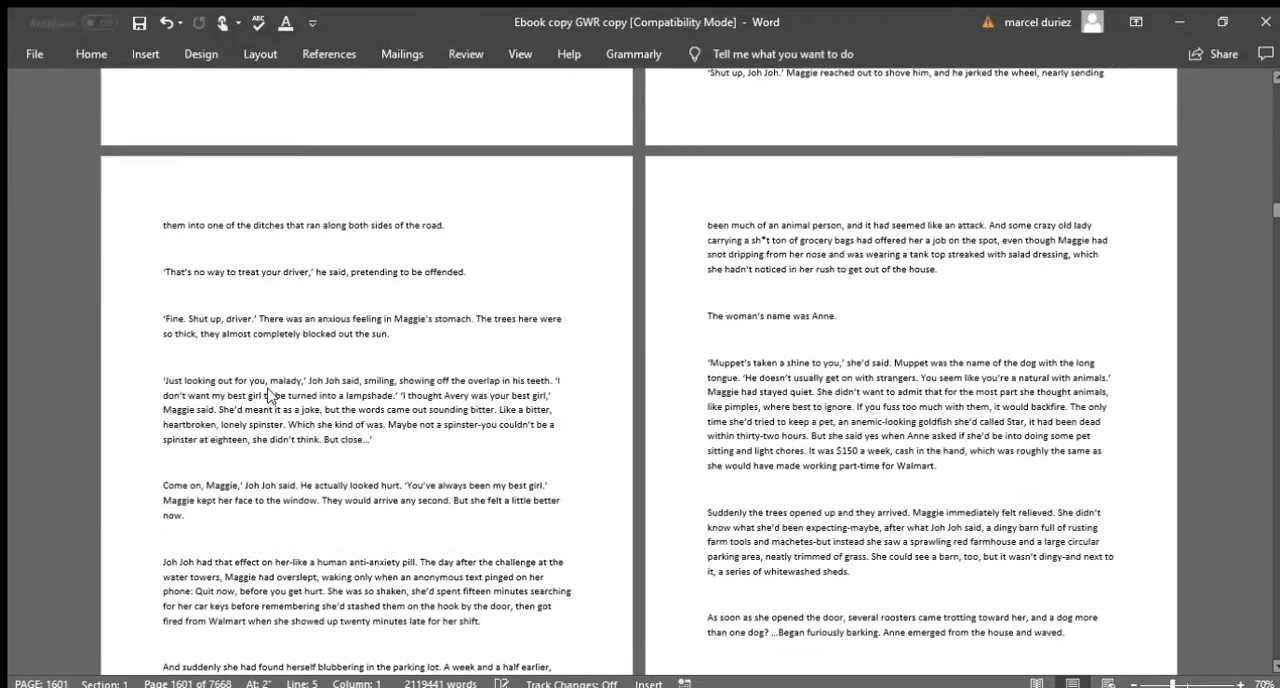 AutoSave Off
Ebook copy GWR copy [Compatibility Mode] - Word
marcel duriez
File Home Insert Design Layout References Mailings Review View Help Grammarly Tell me what you want to do Share
'Shut up, Joh Joh.' Maggie reached out to shove him, and he jerked the wheel, nearly sending
them into one of the ditches that ran along both sides of the road.
'That's no way to treat your driver,' he said, pretending to be offended.
'Fine. Shut up, driver.' There was an anxious feeling in Maggie's stomach. The trees here were
so thick, they almost completely blocked out the sun.
'Just looking out for you, malady,' Joh Joh said, smiling, showing off the overlap in his teeth. 'I
don't want my best girl to be turned into a lampshade.' 'I thought Avery was your best girl,'
Maggie said. She'd meant it as a joke, but the words came out sounding bitter. Like a bitter,
heartbroken, lonely spinster. Which she kind of was. Maybe not a spinster-you couldn't be a
spinster at eighteen, she didn't think. But close…'
Come on, Maggie,' Joh Joh said. He actually looked hurt. 'You've always been my best girl.'
Maggie kept her face to the window. They would arrive any second. But she felt a little better
now.
Joh Joh had that effect on her-like a human anti-anxiety pill. The day after the challenge at the
water towers, Maggie had overslept, waking only when an anonymous text pinged on her
phone: Quit now, before you get hurt. She was so shaken, she'd spent fifteen minutes searching
for her car keys before remembering she'd stashed them on the hook by the door, then got
fired from Walmart when she showed up twenty minutes late for her shift.
And suddenly she had found herself blubbering in the parking lot. A week and a half earlier,
been much of an animal person, and it had seemed like an attack. And some crazy old lady
carrying a sh*t ton of grocery bags had offered her a job on the spot, even though Maggie had
snot dripping from her nose and was wearing a tank top streaked with salad dressing, which
she hadn't noticed in her rush to get out of the house.
The woman's name was Anne.
'Muppet's taken a shine to you,' she'd said. Muppet was the name of the dog with the long
tongue. 'He doesn't usually get on with strangers. You seem like you're a natural with animals.'
Maggie had stayed quiet. She didn't want to admit that for the most part she thought animals,
like pimples, where best to ignore. If you fuss too much with them, it would backfire. The only
time she'd tried to keep a pet, an anemic-looking goldfish she'd called Star, it had been dead
within thirty-two hours. But she said yes when Anne asked if she'd be into doing some pet
sitting and light chores. It was $150 a week, cash in the hand, which was roughly the same as
she would have made working part-time for Walmart.
Suddenly the trees opened up and they arrived. Maggie immediately felt relieved. She didn't
know what she'd been expecting-maybe, after what Joh Joh said, a dingy barn full of rusting
farm tools and machetes-but instead she saw a sprawling red farmhouse and a large circular
parking area, neatly trimmed of grass. She could see a barn, too, but it wasn't dingy-and next to
it, a series of whitewashed sheds.
As soon as she opened the door, several roosters came trotting toward her, and a dog more
than one dog? …Began furiously barking. Anne emerged from the house and waved.
PAGE: 1601 Section: 1 Page 1601 of 7668 At: 2" Line: 5 Column: 1 2119441 words Track Changes: Off Insert 70%